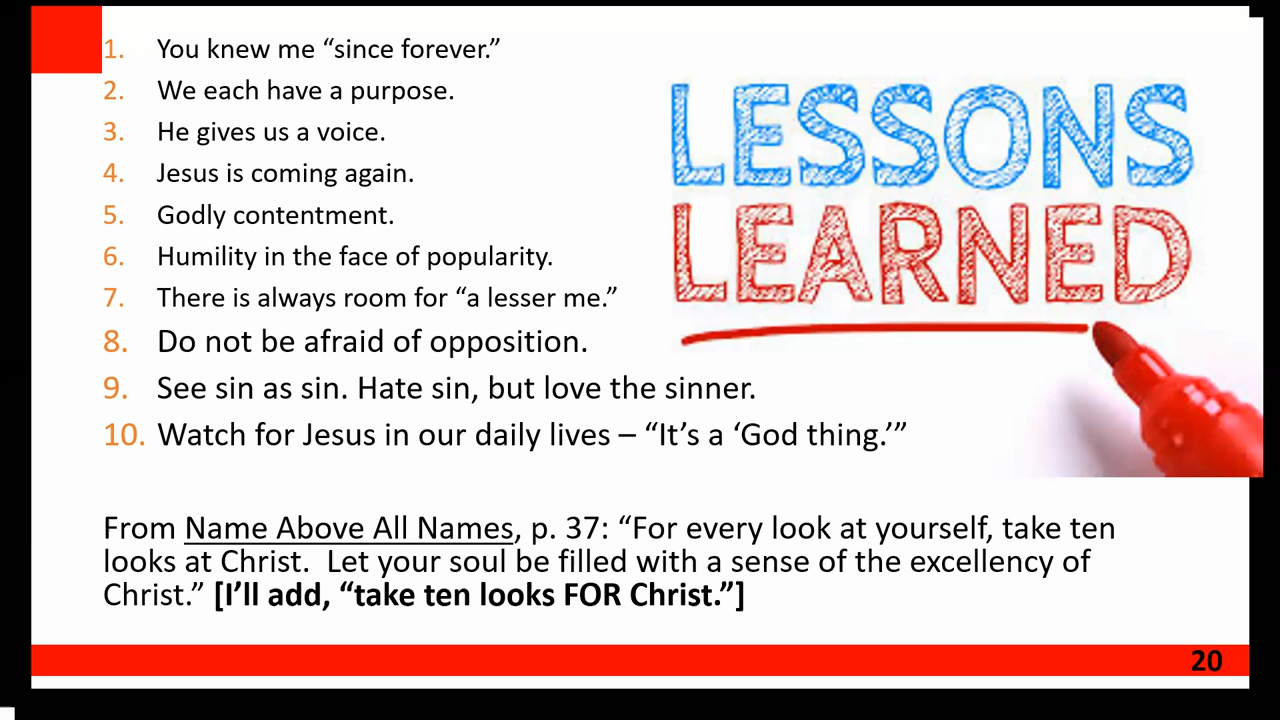 1. You knew me “since forever.”
2. We each have a purpose.
3. He gives us a voice.
4. Jesus is coming again.
5. Godly contentment.
6. Humility in the face of popularity.
7. There is always room for “a lesser me.”
8. Do not be afraid of opposition.
9. See sin as sin. Hate sin, but love the sinner.
10. Watch for Jesus in our daily lives – “It’s a ‘God thing.’”
LESSONS
LEARNED
From Name Above All Names, p. 37: “For every look at yourself, take ten
looks at Christ.  Let your soul be filled with a sense of the excellency of
Christ.” [I’ll add, “take ten looks FOR Christ.”]
20